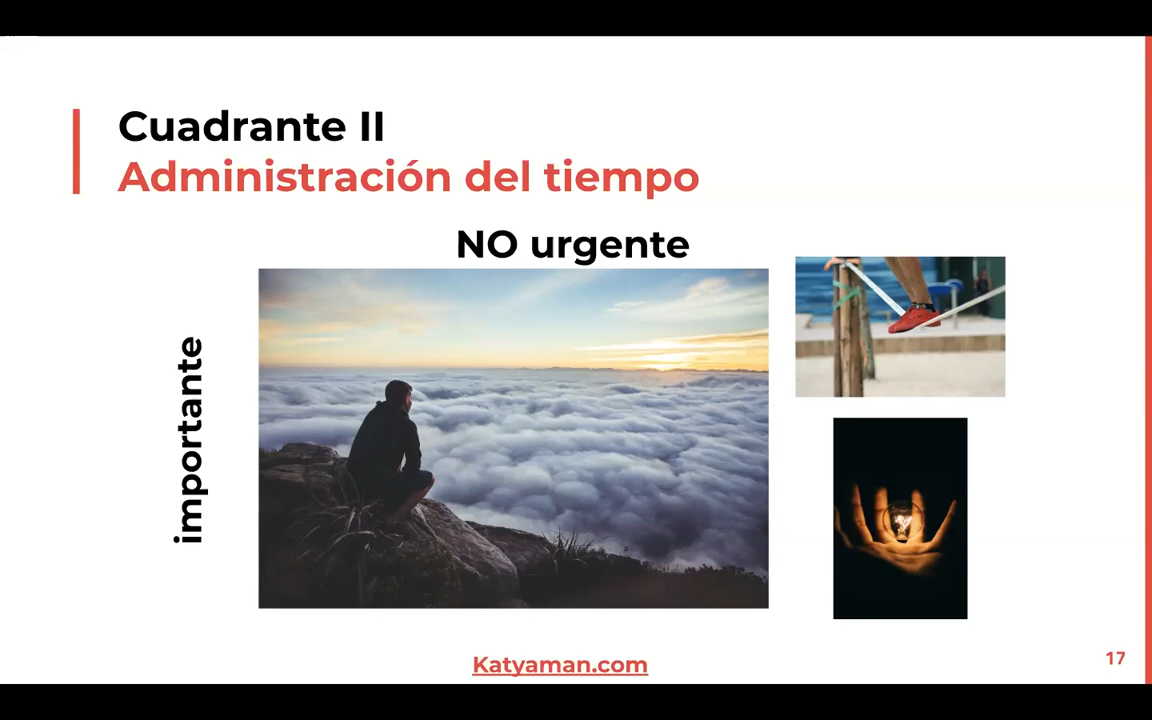 Cuadrante II
Administración del tiempo
NO urgente
importante
Katyaman.com
17